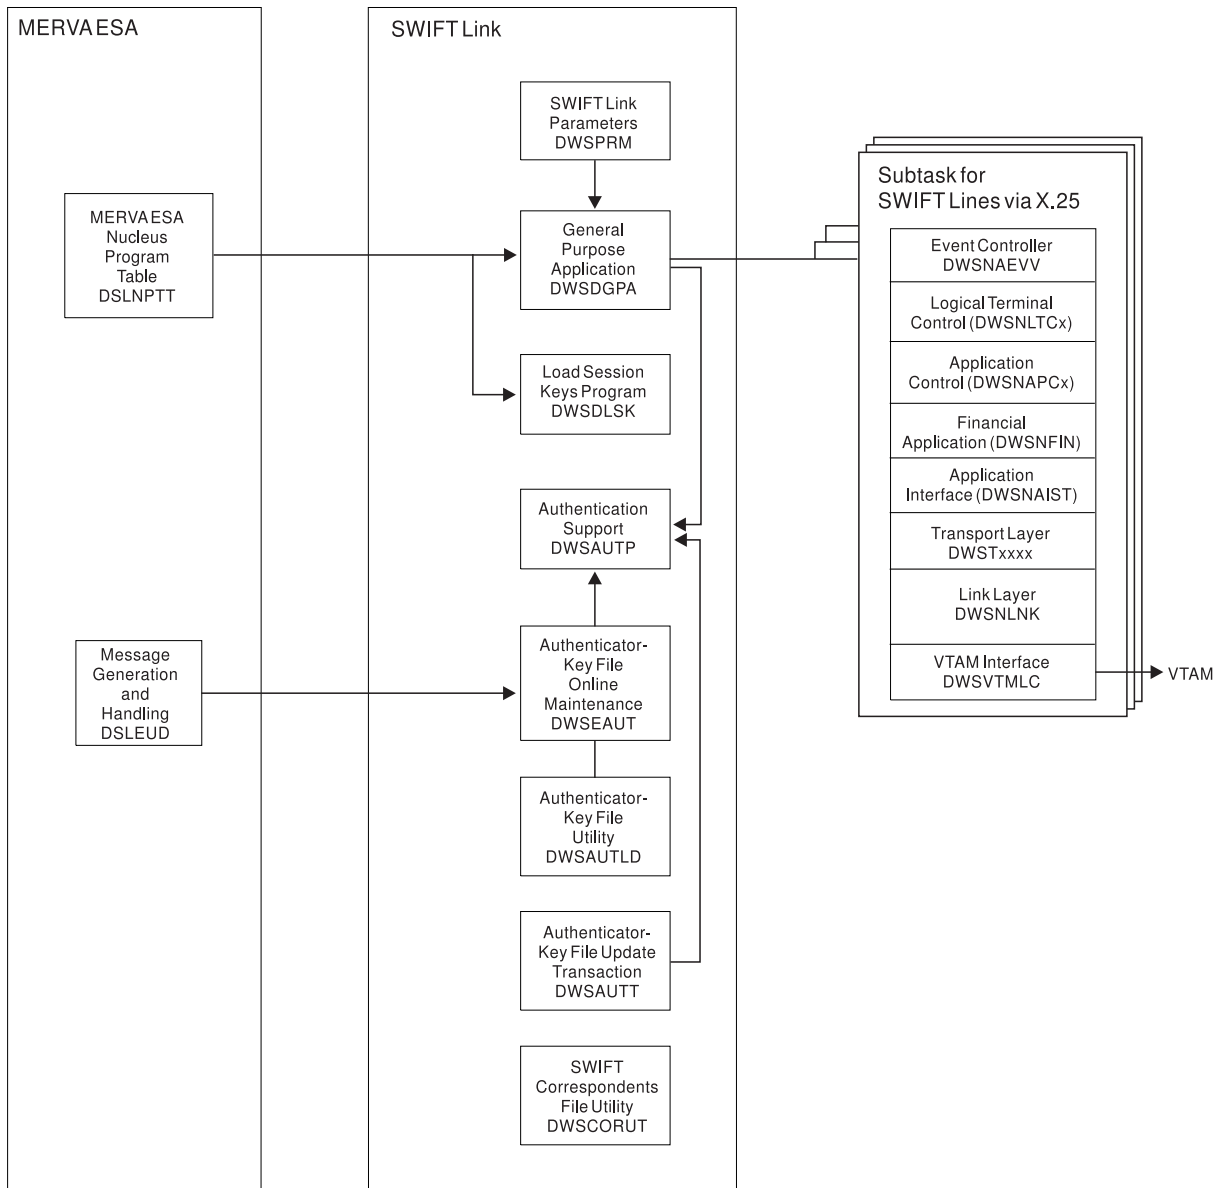 MERVA ESA
MERVA ESA
Nucleus
Program
Table
DSLNPTT
Message
Generation
and
Handling
DSLEUD
SWIFT Link
SWIFT Link
Parameters
DWSPRM
General
Purpose
Application
DWSDGPA
Load Session
Keys Program
DWSDLSK
Authentication
Support
DWSAUTP
Authenticator-
Key File
Online
Maintenance
DWSEAUT
Authenticator-
Key File
Utility
DWSAUTLD
Authenticator-
Key File Update
Transaction
DWSAUTT
SWIFT
Correspondents
File Utility
DWSCORUT
Subtask for
SWIFT Lines via X.25
Event Controller
DWSNAEVV
Logical Terminal
Control (DWSNLTCx)
Application
Control (DWSNAPCx)
Financial
Application (DWSNFIN)
Application
Interface (DWSNAIST)
Transport Layer
DWSTxxxx
Link Layer
DWSNLNK
VTAM Interface
DWSVTMLC
VTAM